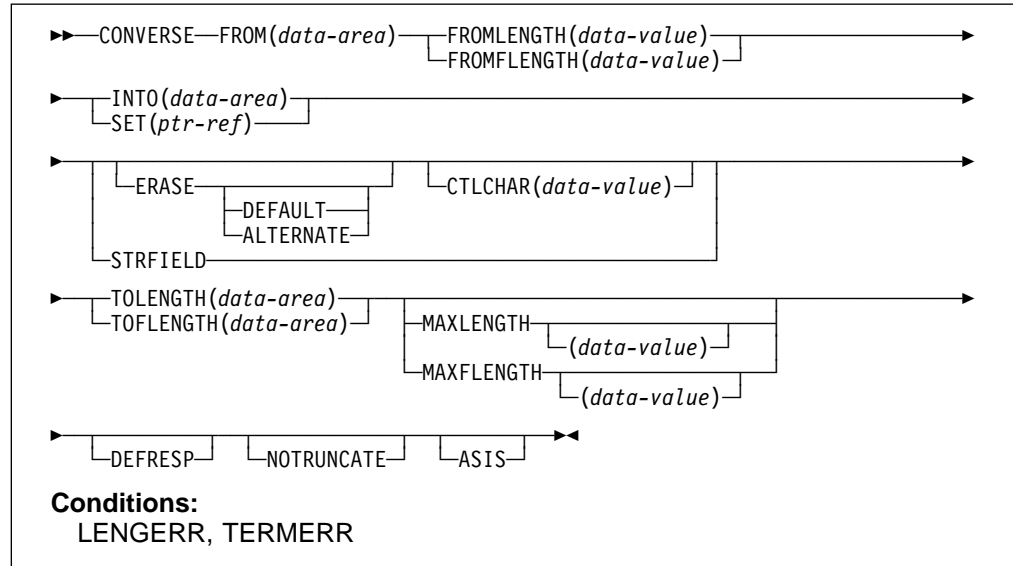 CONVERSE FROM(data-area) FROMLENGTH(data-value)
FROMFLENGTH(data-value)
INTO(data-area)
SET(ptr-ref)
ERASE CTLCHAR(data-value)
DEFAULT
ALTERNATE
STRFIELD
TOLENGTH(data-area)
TOFLENGTH(data-area) MAXLENGTH
(data-value)
MAXFLENGTH
(data-value)
DEFRESP NOTRUNCATE ASIS
Conditions:
LENGERR, TERMERR